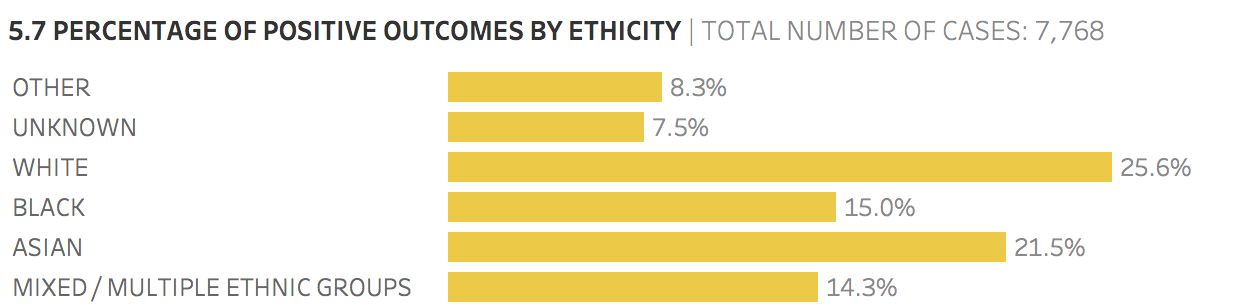 5.7 PERCENTAGE OF POSITIVE OUTCOMES BY ETHICITY | TOTAL NUMBER OF CASES: 7,768
OTHER 8.3%
UNKNOWN 7.5%
WHITE 25.6%
BLACK 15.0%
ASIAN 21.5%
MIXED / MULTIPLE ETHNIC GROUPS 14.3%